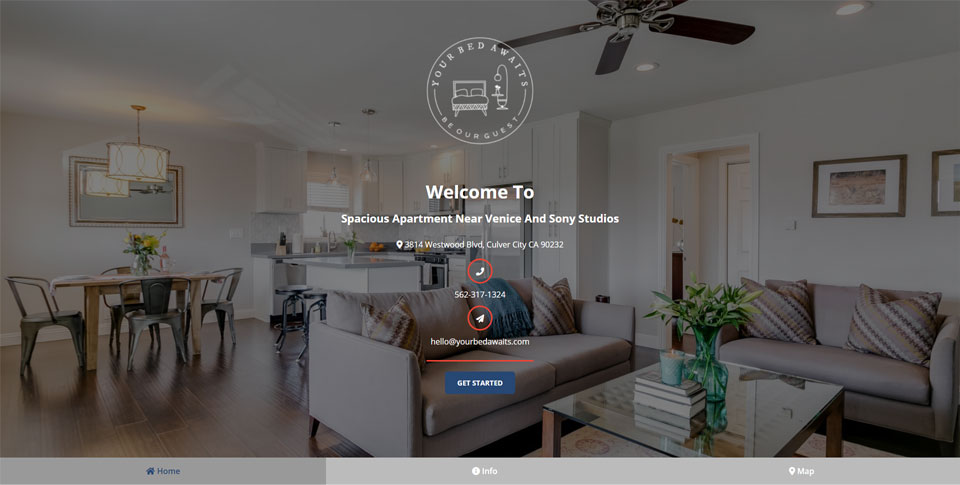 YOUR BED AWAITS
BE OUR GUEST
Welcome To
Spacious Apartment Near Venice And Sony Studios
3814 Westwood Blvd, Culver City CA 90232
562-317-1324
hello@yourbedawaits.com
GET STARTED
Home
Info
Map